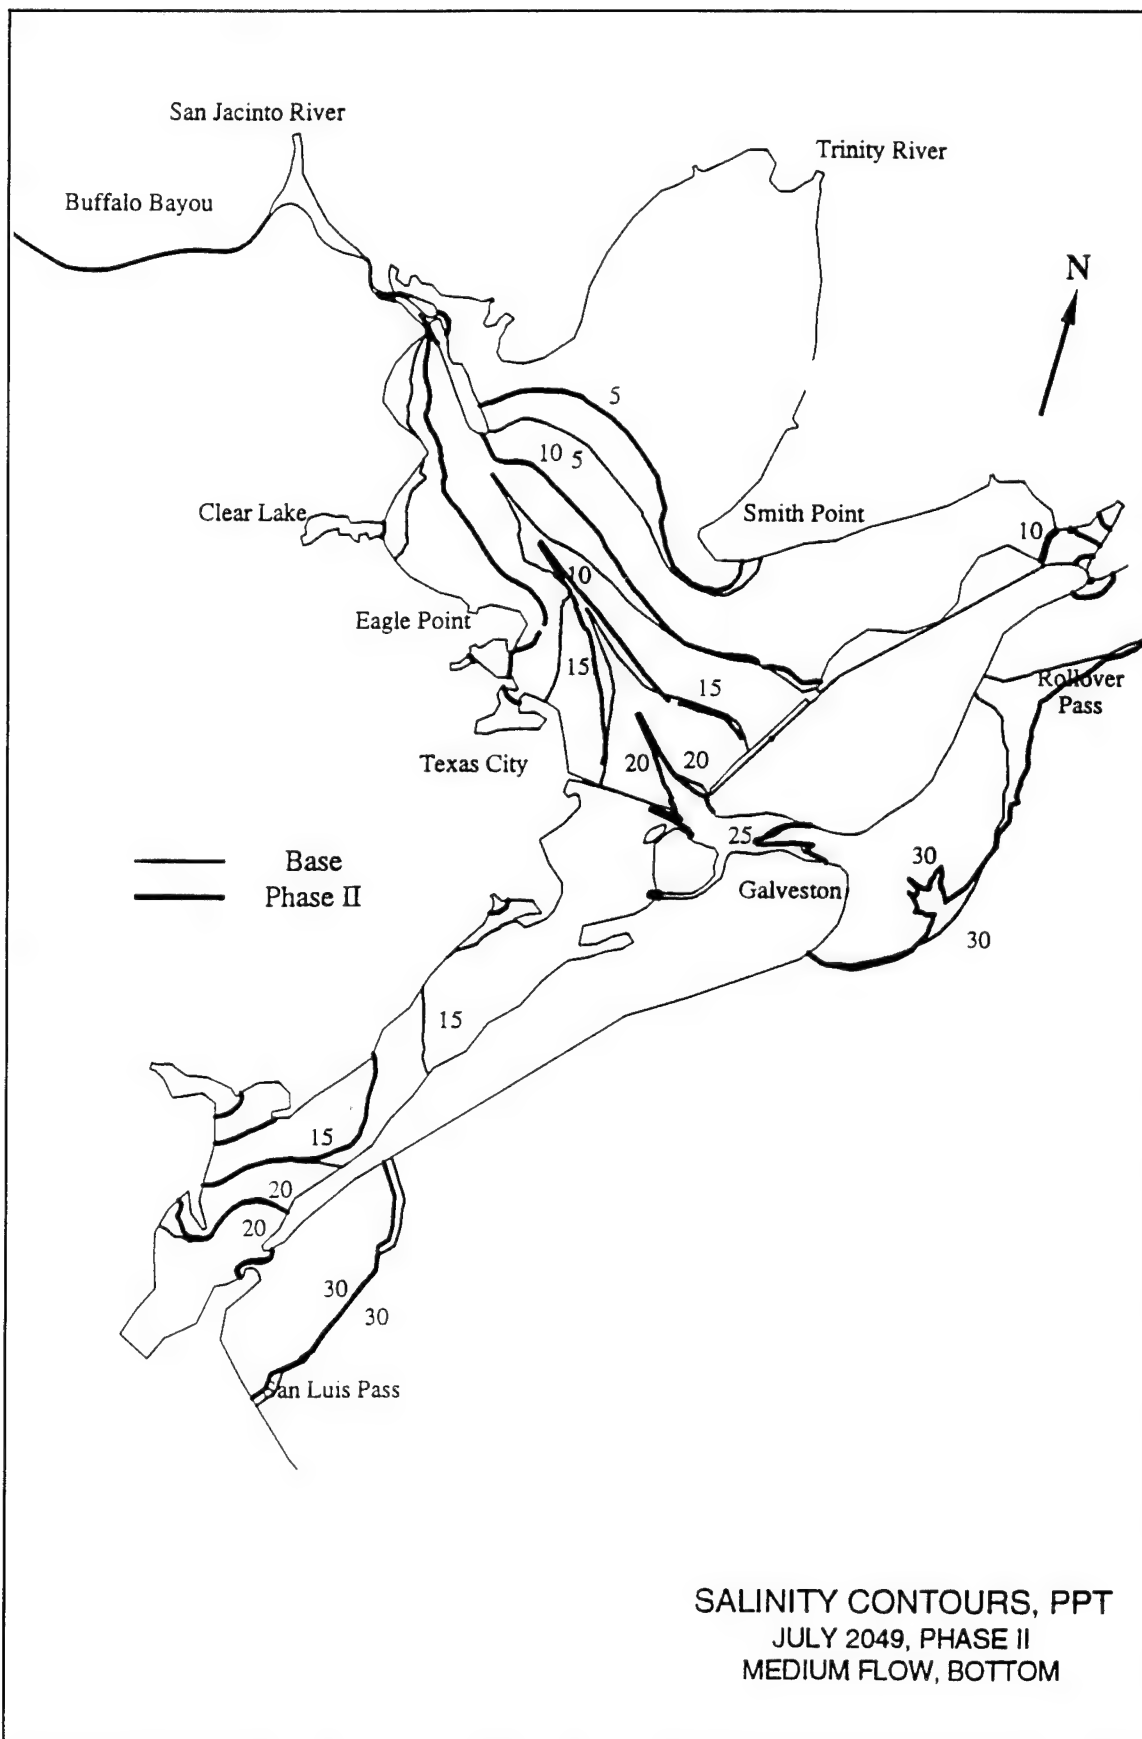 San Jacinto River
Trinity River
Buffalo Bayou
N
5
10 5
Clear Lake
Smith Point
10
10
Eagle Point
15
15
Rollover
Pass
Texas City
20
20
25
Base
Phase II
30
Galveston
30
15
15
20
20
30
30
San Luis Pass
SALINITY CONTOURS, PPT
JULY 2049, PHASE II
MEDIUM FLOW, BOTTOM